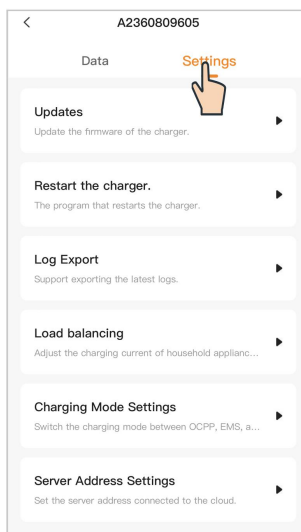 A2360809605
Data Settings
Updates
Update the firmware of the charger.
Restart the charger.
The program that restarts the charger.
Log Export
Support exporting the latest logs.
Load balancing
Adjust the charging current of household applianc...
Charging Mode Settings
Switch the charging mode between OCPP, EMS, a...
Server Address Settings
Set the server address connected to the cloud.